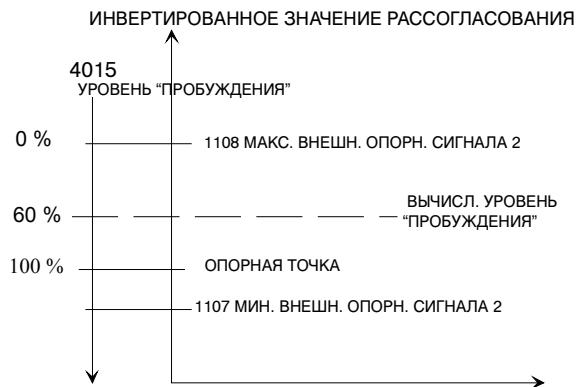 ИНВЕРТИРОВАННОЕ ЗНАЧЕНИЕ РАССОГЛАСОВАНИЯ
4015
УРОВЕНЬ “ПРОБУЖДЕНИЯ”
0 %
1108 МАКС. ВНЕШН. ОПОРН. СИГНАЛА 2
60 %
ВЫЧИСЛ. УРОВЕНЬ
“ПРОБУЖДЕНИЯ”
100 %
ОПОРНАЯ ТОЧКА
1107 МИН. ВНЕШН. ОПОРН. СИГНАЛА 2